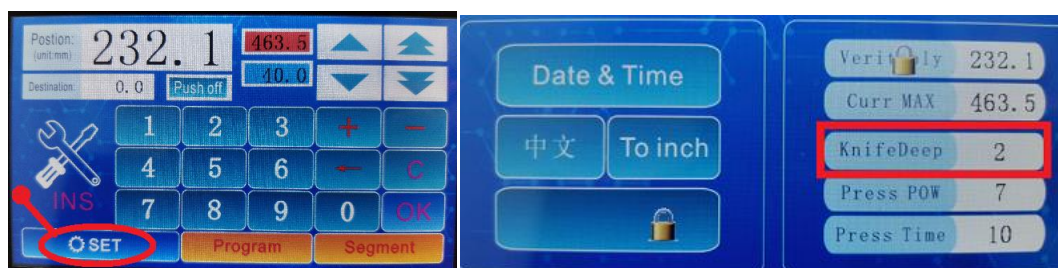 Postion: 232.1 463.5
(unit:mm)
40.0
Destination: 0.0 Push off
1 2 3 + -
4 5 6 ← C
INS 7 8 9 0 OK
SET Program Segment
Date & Time
中文 To inch
232.1
Curr MAX 463.5
KnifeDeep 2
Press POW 7
Press Time 10